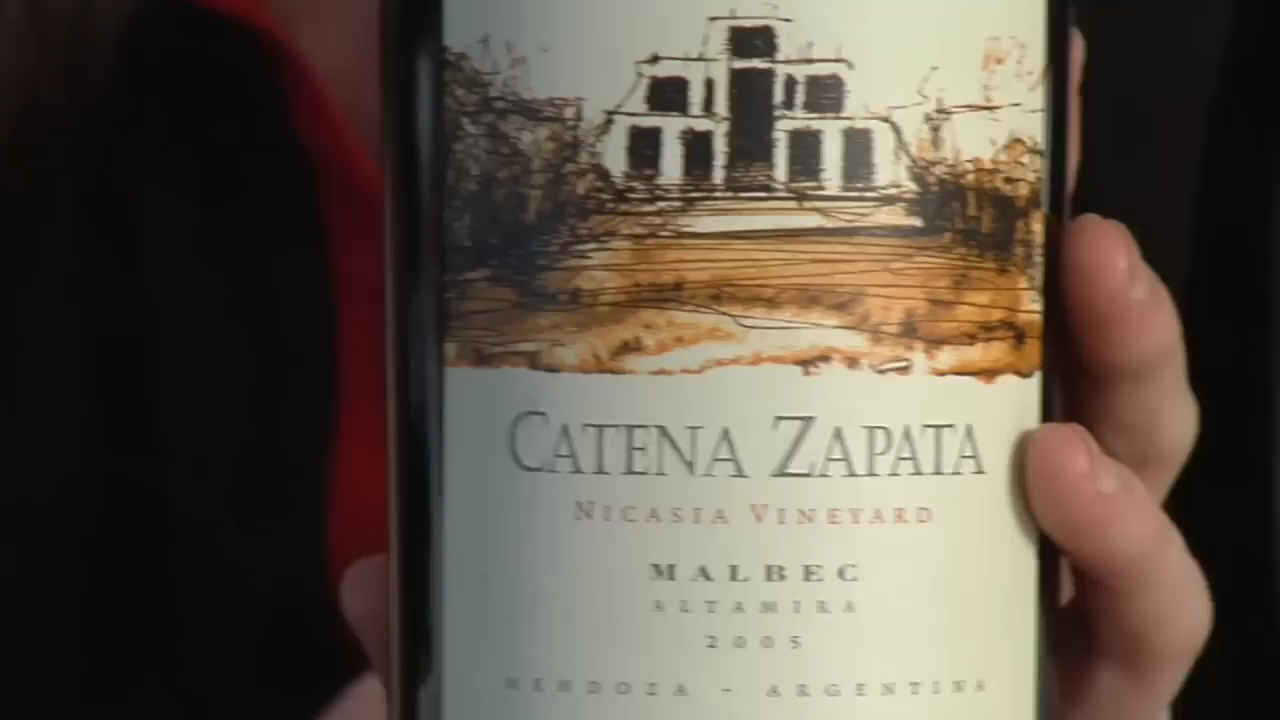 CATENA ZAPATA
NICASIA VINEYARD
MALBEC
ALTAMIRA
2005
MENDOZA - ARGENTINA